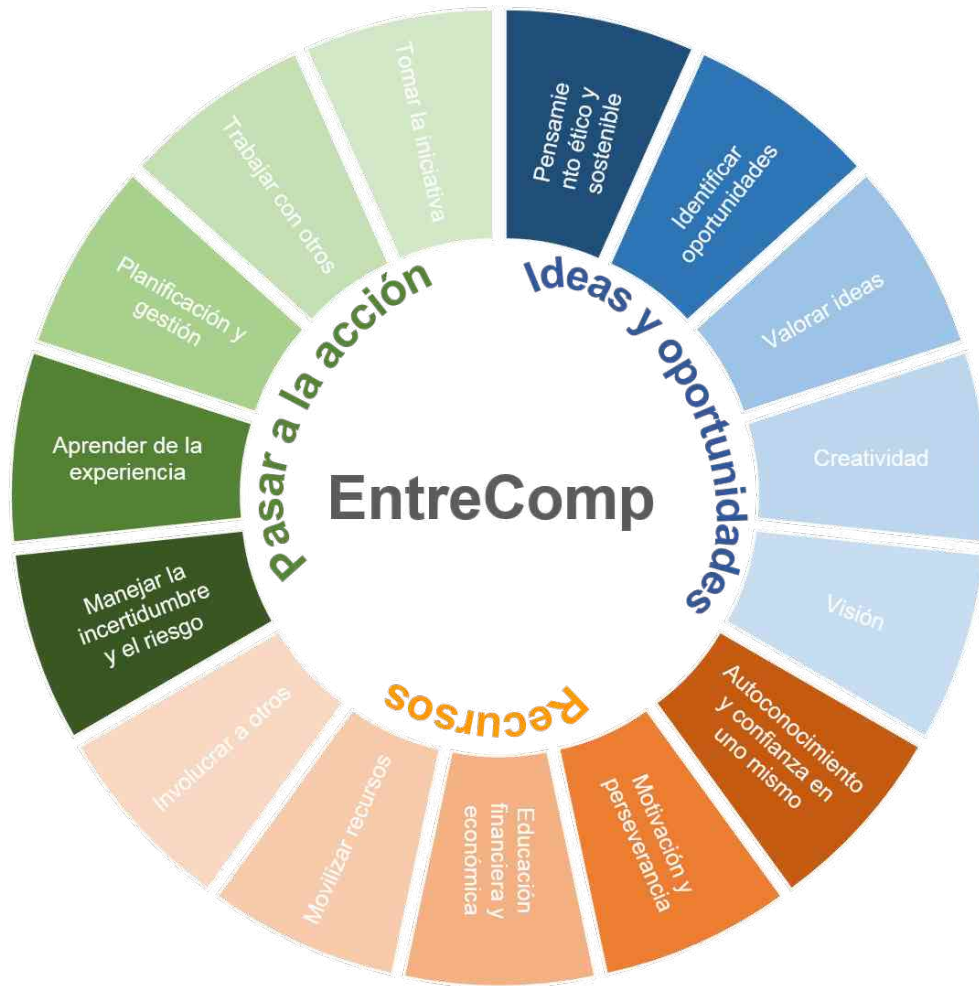 Pensamie
nto ético y
sostenible
Identificar
oportunidades
Valorar ideas
Creatividad
Visión
Autoconocimiento
y confianza en
uno mismo
Motivación y
perseverancia
Educación
financiera y
económica
Movilizar recursos
Involucrar a otros
Manejar la
incertidumbre
y el riesgo
Aprender de la
experiencia
Planificación y
gestión
Trabajar con otros
Tomar la iniciativa
Ideas y oportunidades
Recursos
Pasar a la acción
EntreComp